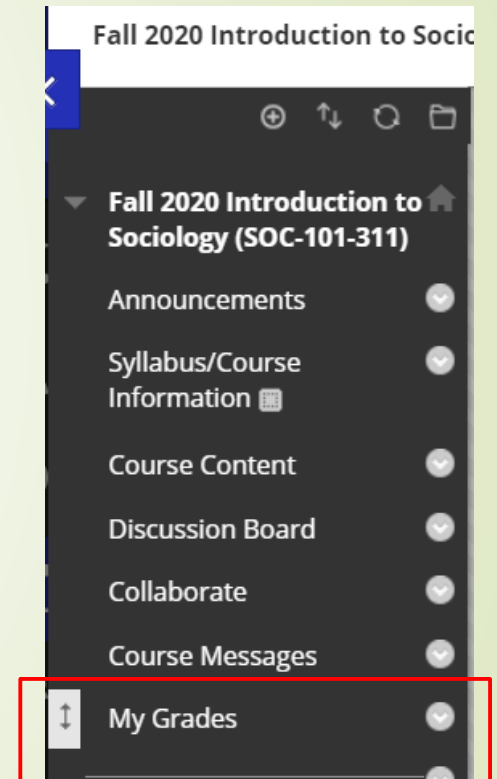 Fall 2020 Introduction to
Fall 2020 Introduction to
Sociology (SOC-101-311)
Announcements
Syllabus/Course
Information
Course Content
Discussion Board
Collaborate
Course Messages
My Grades